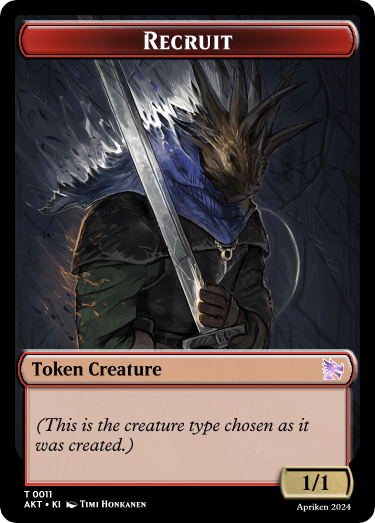 Recruit
Token Creature
(This is the creature type chosen as it
was created.)
1/1
T 0011
AKT • KI Timi Honkanen
Apriken 2024